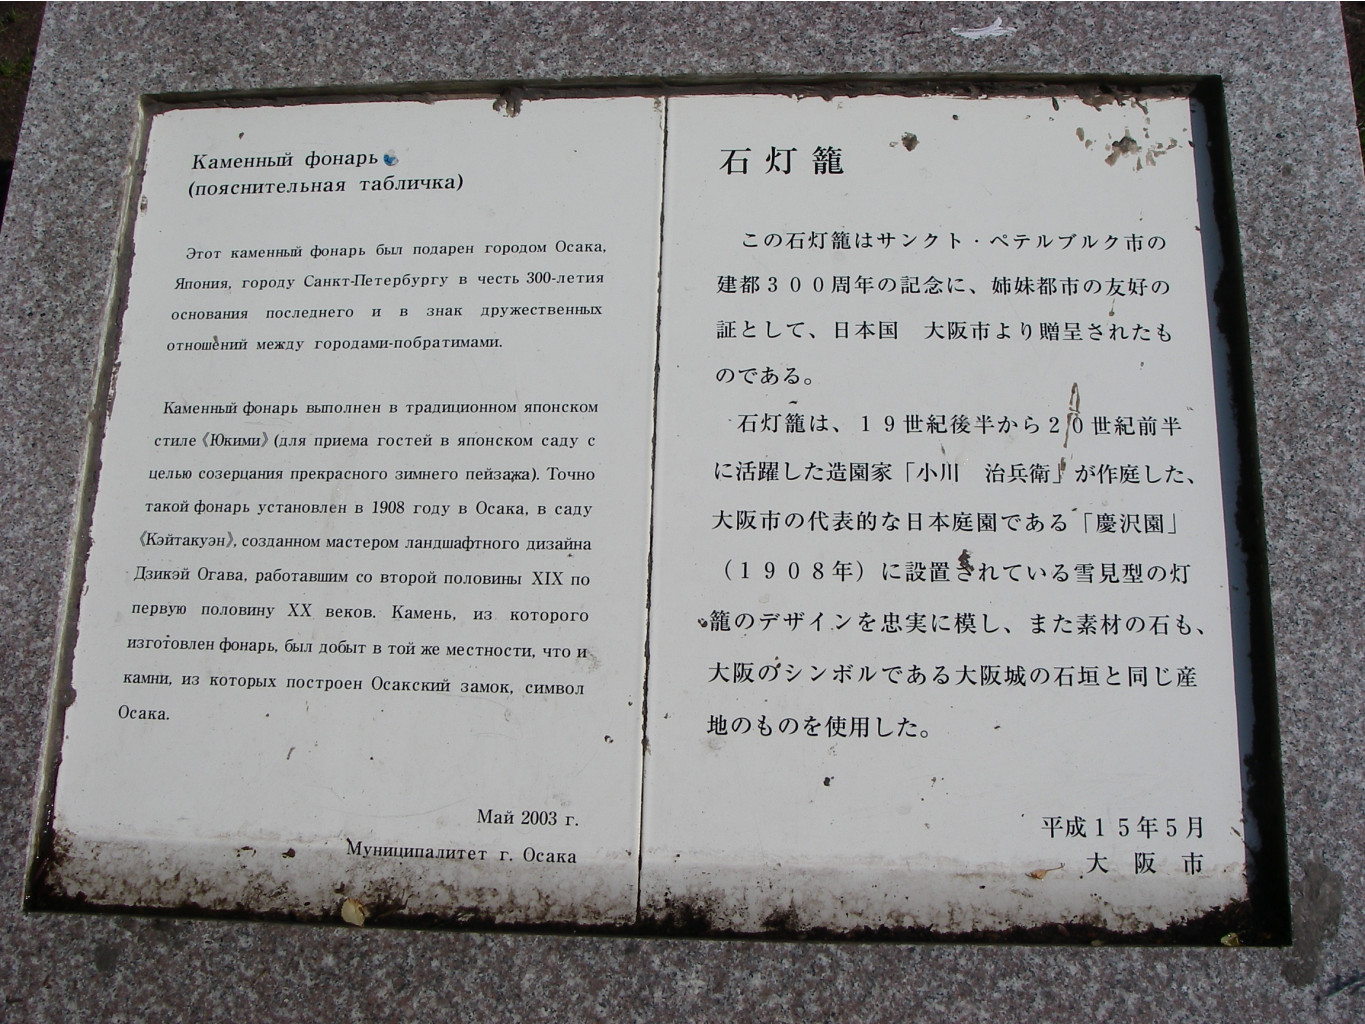 Каменный фонарь
(пояснительная табличка)
Этот каменный фонарь был подарен городом Осака,
Япония, городу Санкт-Петербургу в честь 300-летия
основания последнего и в знак дружественных
отношений между городами-побратимами.
Каменный фонарь выполнен в традиционном японском
стиле《Юкими》(для приема гостей в японском саду с
целью созерцания прекрасного зимнего пейзажа). Точно
такой фонарь установлен в 1908 году в Осака, в саду
《Кэйтакуэн》, созданном мастером ландшафтного дизайна
Дзикэй Огава, работавшим со второй половины XIX по
первую половину XX веков. Камень, из которого
изготовлен фонарь, был добыт в той же местности, что и
камни, из которых построен Осакский замок, символ
Осака.
Май 2003 г.
Муниципалитет г. Осака
石灯籠
この石灯籠はサンクト・ペテルブルク市の
建都３００周年の記念に、姉妹都市の友好の
証として、日本国　大阪市より贈呈されたも
のである。
石灯籠は、１９世紀後半から２０世紀前半
に活躍した造園家「小川　治兵衛」が作庭した、
大阪市の代表的な日本庭園である「慶沢園」
（１９０８年）に設置されている雪見型の灯
籠のデザインを忠実に模し、また素材の石も、
大阪のシンボルである大阪城の石垣と同じ産
地のものを使用した。
平成１５年５月
大　阪　市